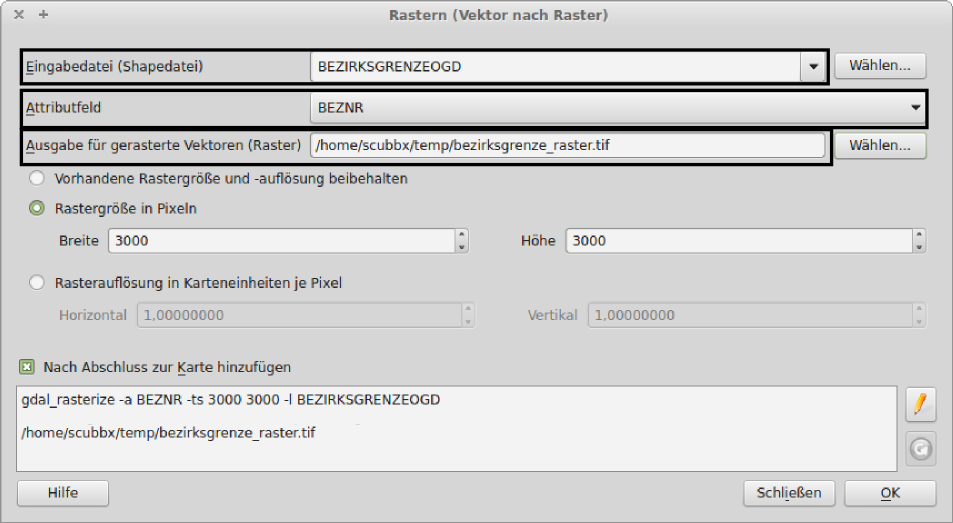 Rastern (Vektor nach Raster)
Eingabedatei (Shapedatei) BEZIRKSGRENZEOGD Wählen...
Attributfeld BEZNR
Ausgabe für gerasterte Vektoren (Raster) /home/scubbx/temp/bezirksgrenze_raster.tif Wählen...
Vorhandene Rastergröße und -auflösung beibehalten
Rastergröße in Pixeln
Breite 3000 Höhe 3000
Rasterauflösung in Karteneinheiten je Pixel
Horizontal 1,00000000 Vertikal 1,00000000
Nach Abschluss zur Karte hinzufügen
gdal_rasterize -a BEZNR -ts 3000 3000 -l BEZIRKSGRENZEOGD
/home/scubbx/temp/bezirksgrenze_raster.tif
Hilfe Schließen OK